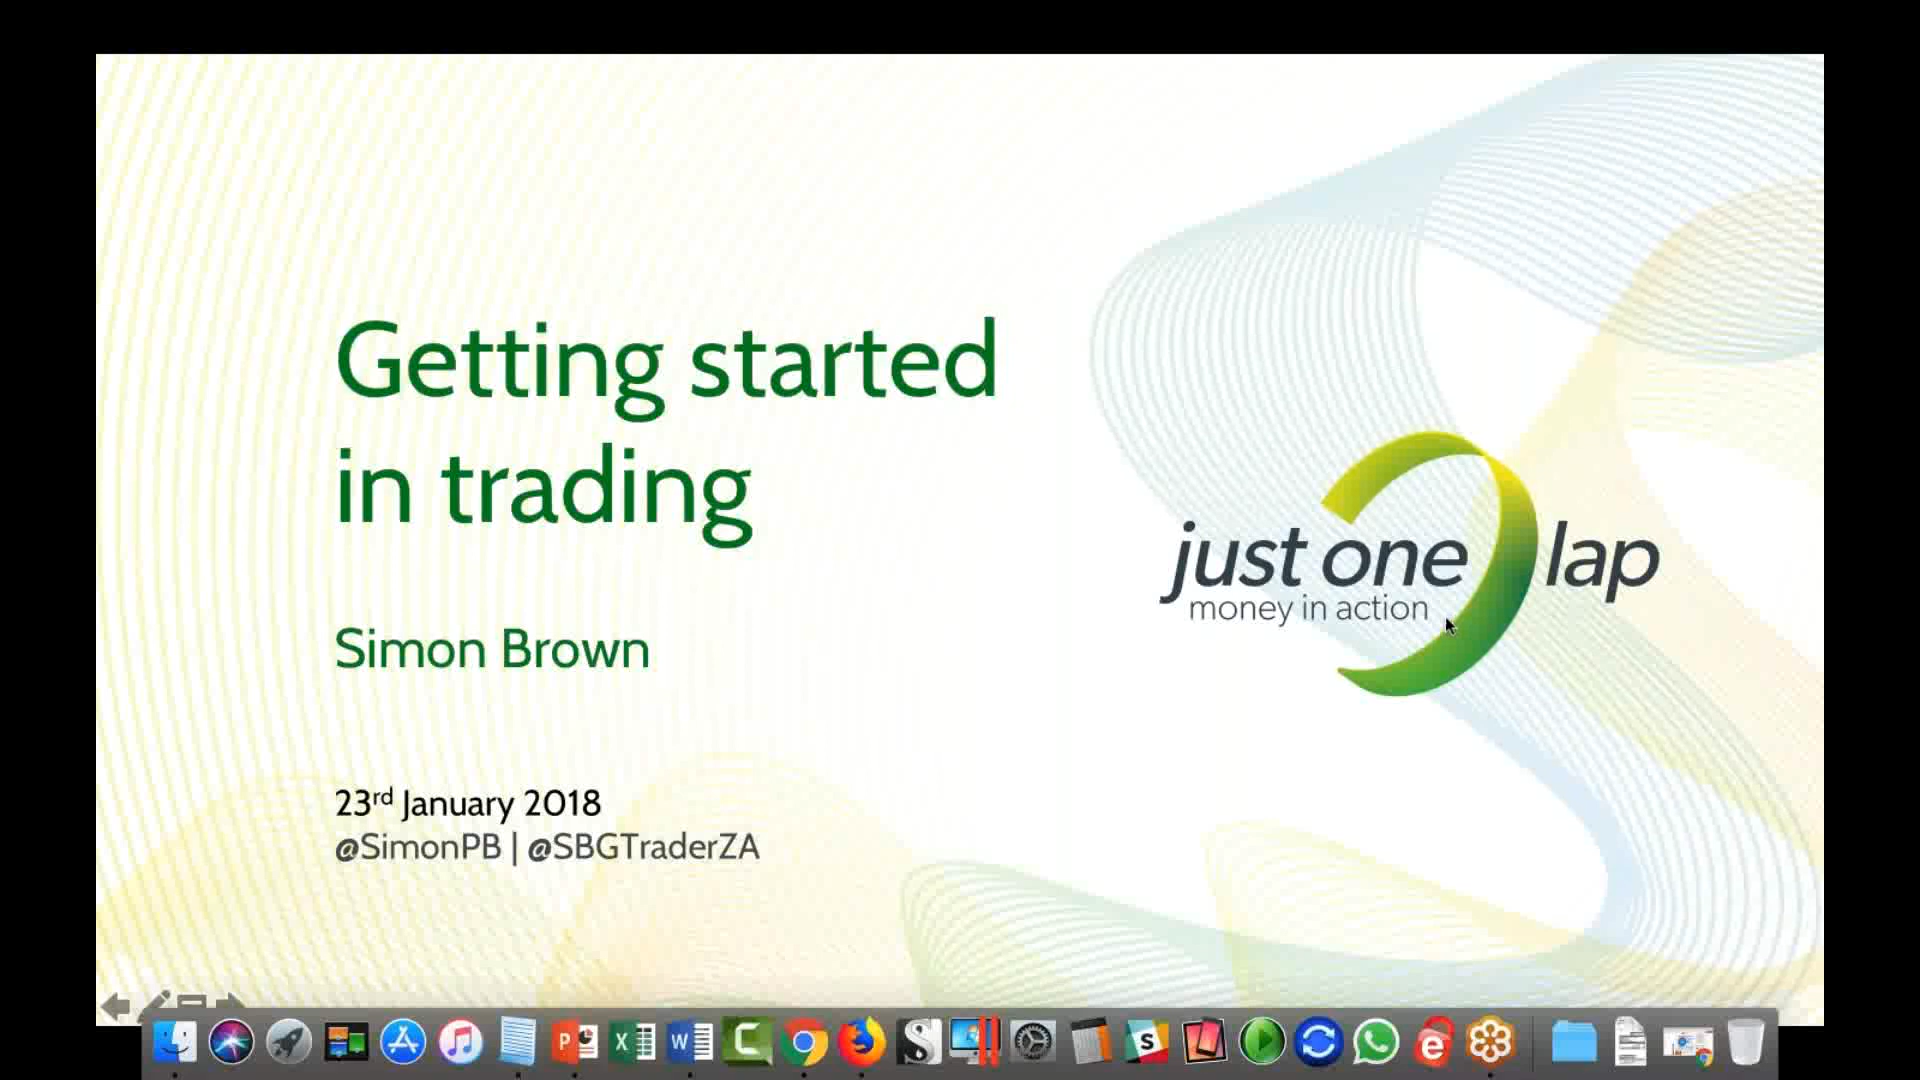 Getting started
in trading
just one lap
money in action
Simon Brown
23rd January 2018
@SimonPB | @SBGTraderZA